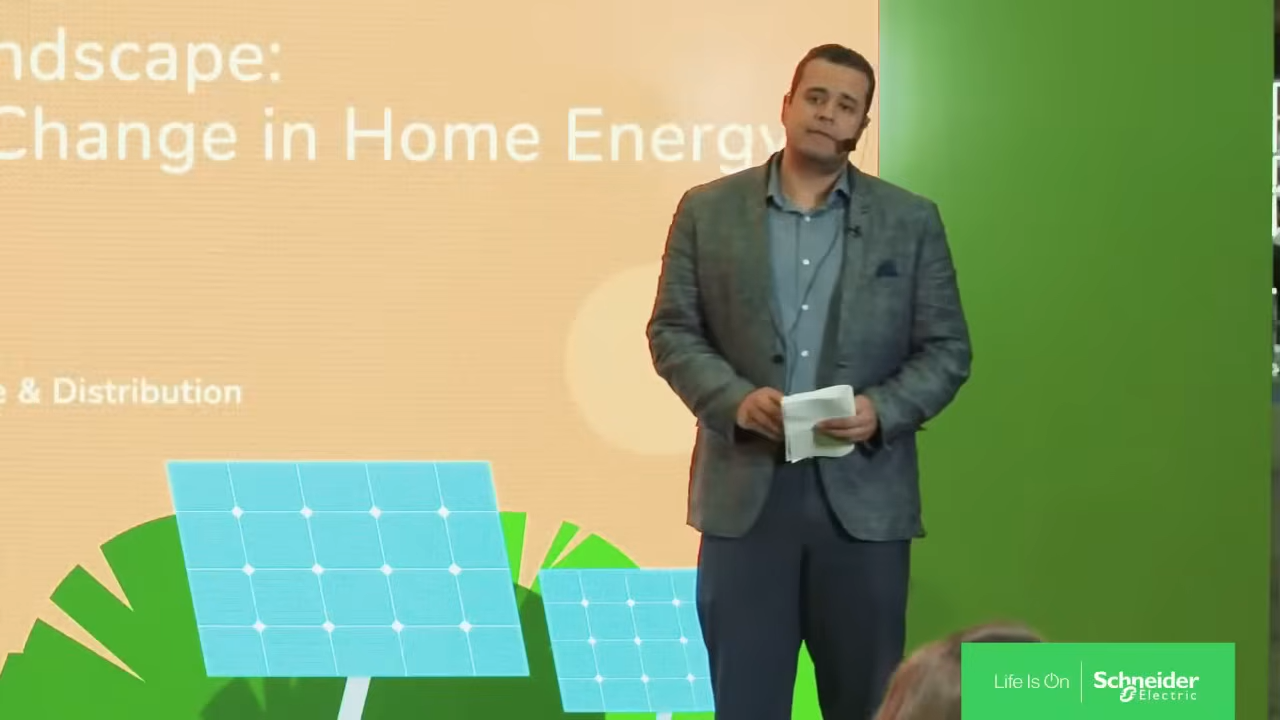 ndscape:
Change in Home Energy
e & Distribution
Life Is On
Schneider
Electric